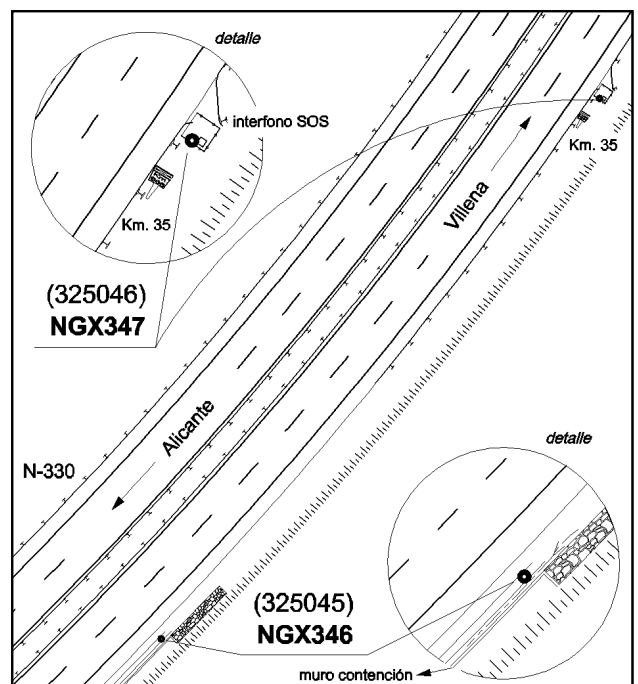 detalle
interfono SOS
Km. 35
Km. 35
Villena
(325046)
NGX347
Alicante
N-330
detalle
(325045)
NGX346
muro contención